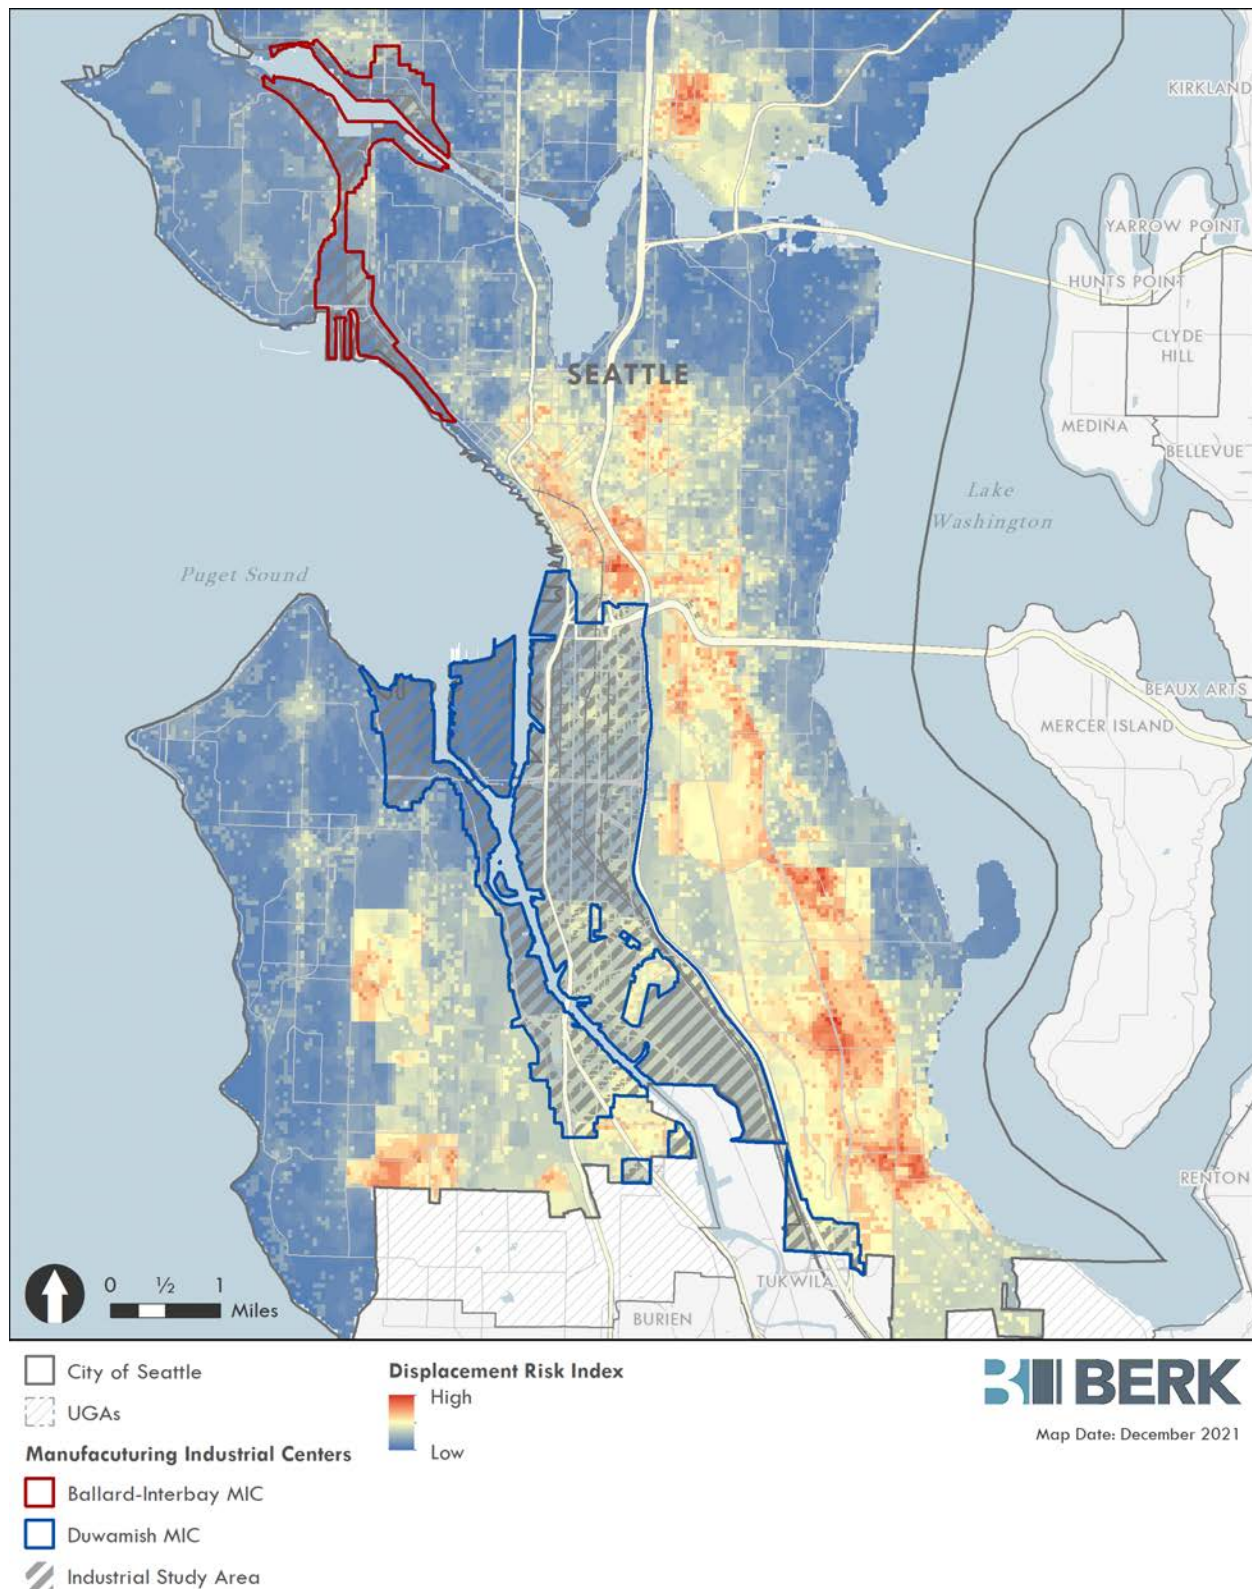 KIRKLAND
YARROW POINT
HUNTS POINT
CLYDE
HILL
SEATTLE
MEDINA
BELLEVUE
Lake
Washington
Puget Sound
BEAUX ARTS
MERCER ISLAND
RENTON
TUKWILA
BURIEN
0 ½ 1
Miles
City of Seattle
UGAs
Manufacuturing Industrial Centers
Ballard-Interbay MIC
Duwamish MIC
Industrial Study Area
Displacement Risk Index
High
Low
BERK
Map Date: December 2021